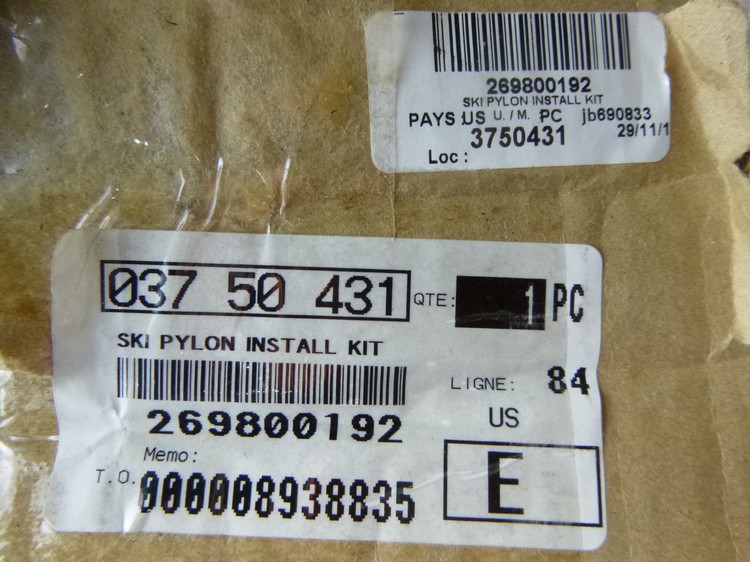 269800192
SKI PYLON INSTALL KIT
PAYS:US U. / M. PC jb690833
3750431 29/11/1
Loc :
037 50 431 QTE: 1 PC
SKI PYLON INSTALL KIT
LIGNE: 84
269800192 US
Memo:
T.O. 000008938835 E